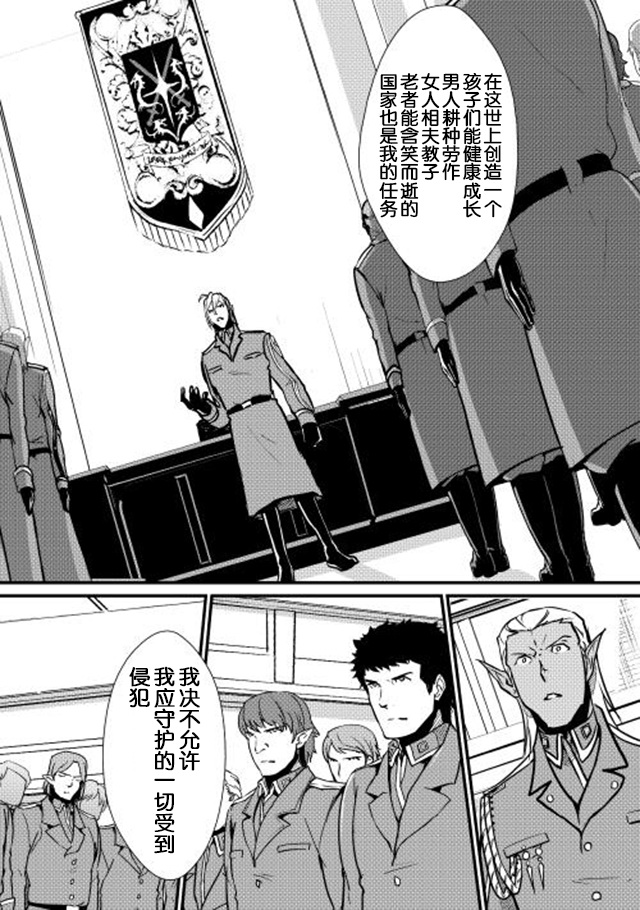 在这世上创造一个
孩子们能健康成长
男人耕种劳作
女人相夫教子
老者能含笑而逝的
国家也是我的任务
我决不允许
我应守护的一切受到
侵犯